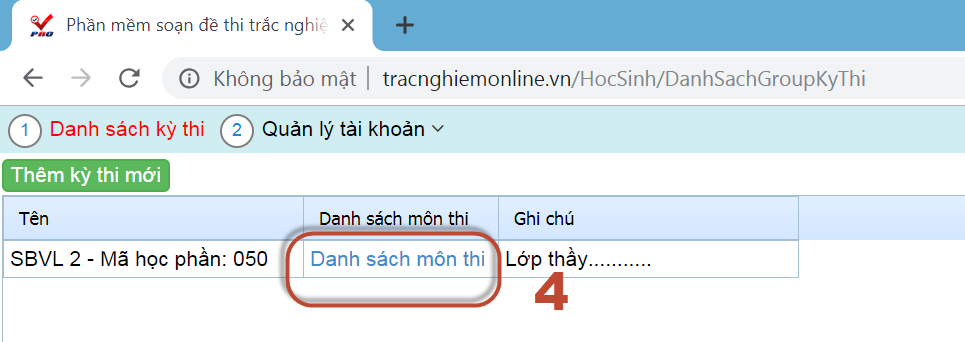 PRO Phần mềm soạn đề thi trắc nghiệ
Không bảo mật tracnghiemonline.vn/HocSinh/DanhSachGroupKyThi
1 Danh sách kỳ thi 2 Quản lý tài khoản
Thêm kỳ thi mới
Tên Danh sách môn thi Ghi chú
SBVL 2 - Mã học phần: 050 Danh sách môn thi Lớp thầy...........
4